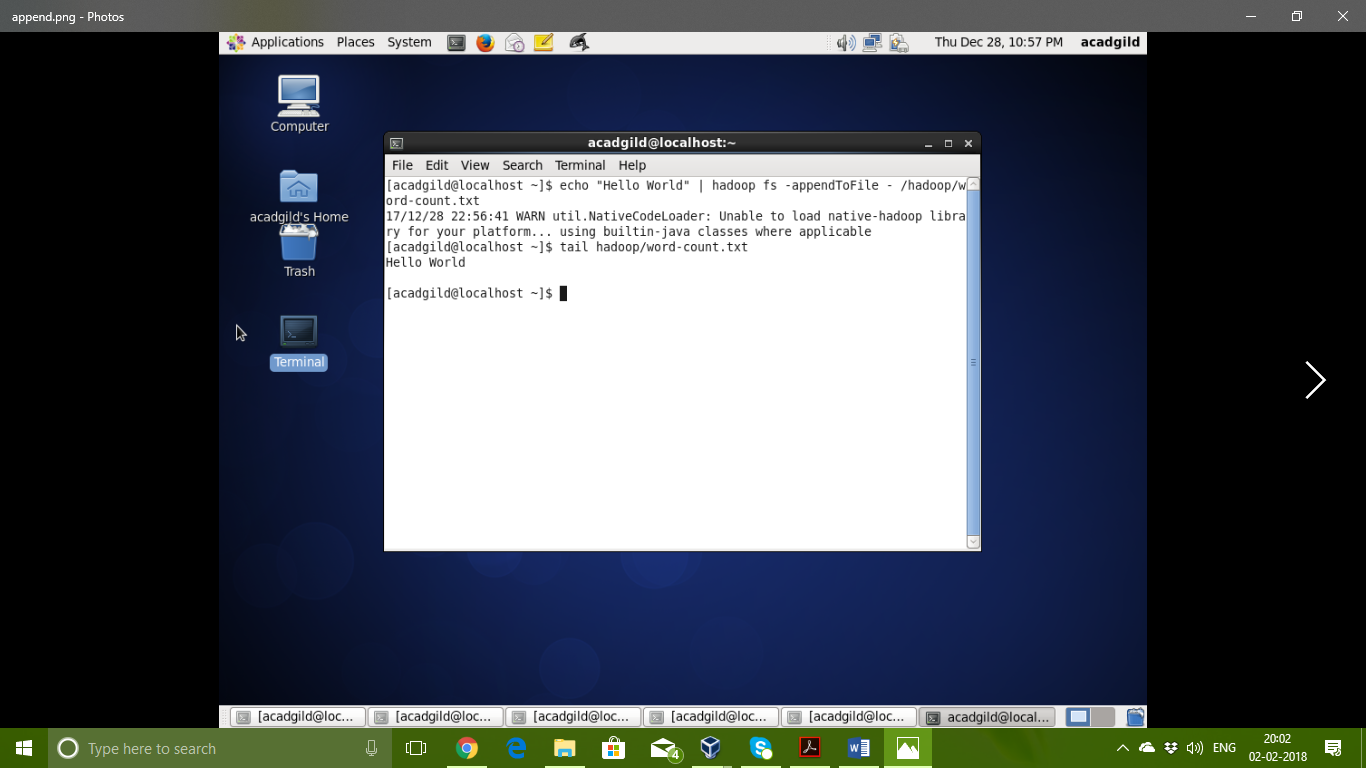 append.png - Photos
Applications Places System
Thu Dec 28, 10:57 PM acadgild
Computer
acadgild's Home
Trash
Terminal
acadgild@localhost:~
File Edit View Search Terminal Help
[acadgild@localhost ~]$ echo "Hello World" | hadoop fs -appendToFile - /hadoop/w
ord-count.txt
17/12/28 22:56:41 WARN util.NativeCodeLoader: Unable to load native-hadoop libra
ry for your platform... using builtin-java classes where applicable
[acadgild@localhost ~]$ tail hadoop/word-count.txt
Hello World
[acadgild@localhost ~]$
[acadgild@loc... [acadgild@loc... [acadgild@loc... [acadgild@loc... [acadgild@loc... acadgild@local...
Type here to search
4
ENG
20:02
02-02-2018